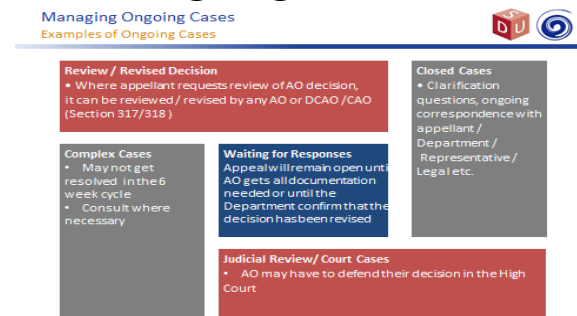 Managing Ongoing Cases
Examples of Ongoing Cases
D U
Review / Revised Decision
• Where appellant requests review of AO decision,
it can be reviewed / revised by any AO or DCAO /CAO
(Section 317/318 )
Closed Cases
• Clarification
questions, ongoing
correspondence with
appellant /
Department /
Representative /
Legal etc.
Complex Cases
• May not get
resolved in the 6
week cycle
• Consult where
necessary
Waiting for Responses
Appeal will remain open unti
AO gets all documentation
needed or until the
Department confirm that the
decision has been revised
Judicial Review/ Court Cases
• AO may have to defend their decision in the High
Court